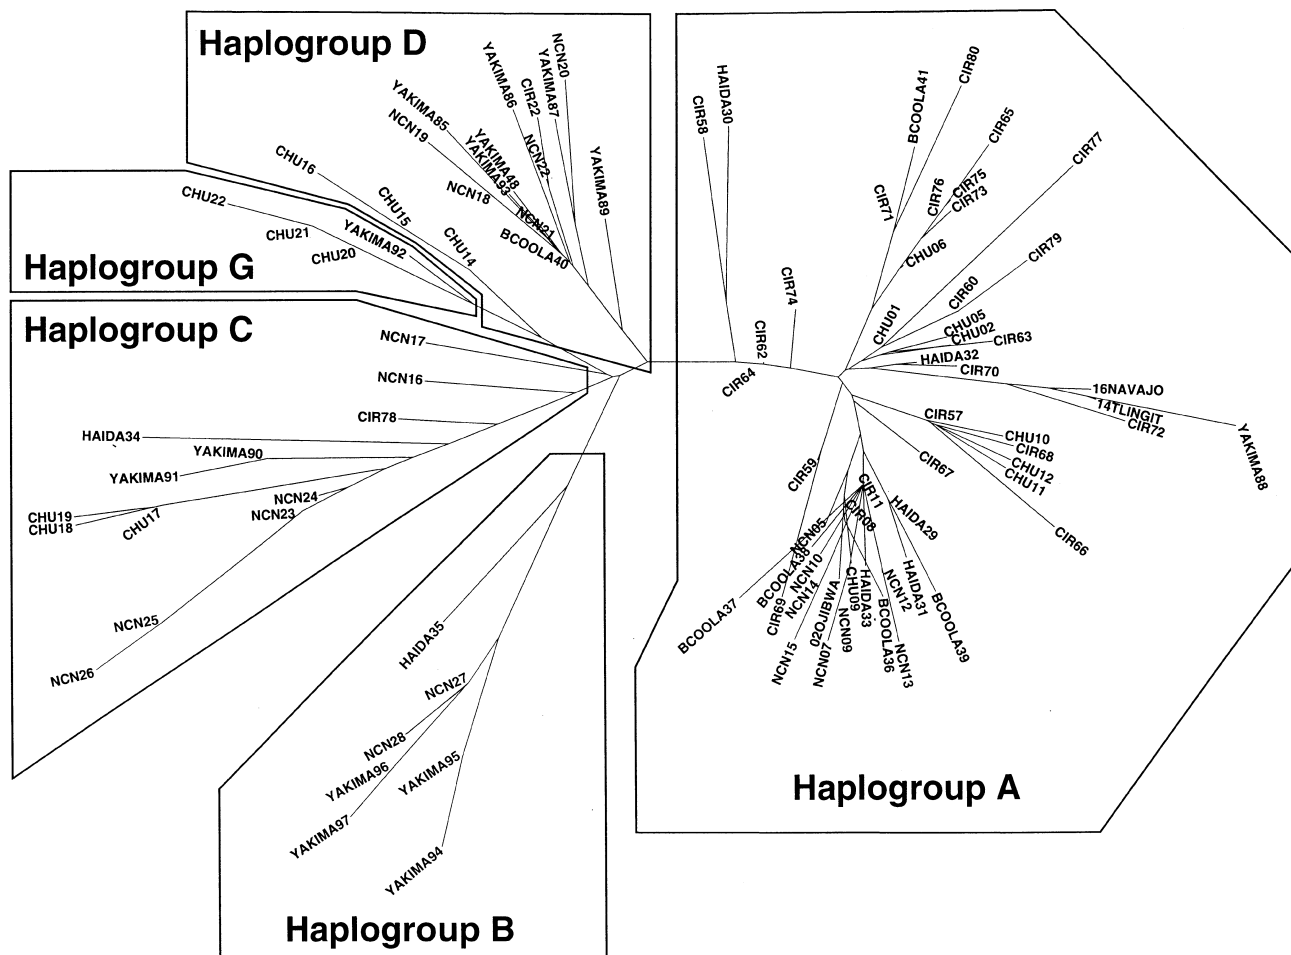 Haplogroup D
YAKIMA86
CIR22
YAKIMA87
NCN20
YAKIMA85
NCN19
YAKIMA48
YAKIMA93
NCN22
YAKIMA89
NCN18
NCN21
BCOOLA40
CHU16
CHU15
CHU14
Haplogroup G
CHU22
CHU21
CHU20
YAKIMA92
Haplogroup C
NCN17
NCN16
CIR78
HAIDA34
YAKIMA90
YAKIMA91
CHU19
CHU18
CHU17
NCN24
NCN23
NCN25
NCN26
Haplogroup B
HAIDA35
NCN27
NCN28
YAKIMA96
YAKIMA95
YAKIMA97
YAKIMA94
Haplogroup A
CIR58
HAIDA30
CIR74
CIR62
CIR64
BCOOLA41
CIR80
CIR71
CIR65
CIR76
CIR75
CIR73
CHU06
CIR77
CIR79
CIR60
CHU01
CHU05
CHU02
CIR63
HAIDA32
CIR70
16NAVAJO
14TLINGIT
CIR72
YAKIMA88
CIR57
CHU10
CIR68
CHU12
CHU11
CIR66
CIR67
CIR59
CIR11
CIR08
HAIDA29
NCN05
BCOOLA38
NCN10
NCN14
BCOOLA37
CIR69
NCN15
02OJIBWA
NCN07
CHU09
NCN09
HAIDA33
BCOOLA36
NCN12
NCN13
HAIDA31
BCOOLA39